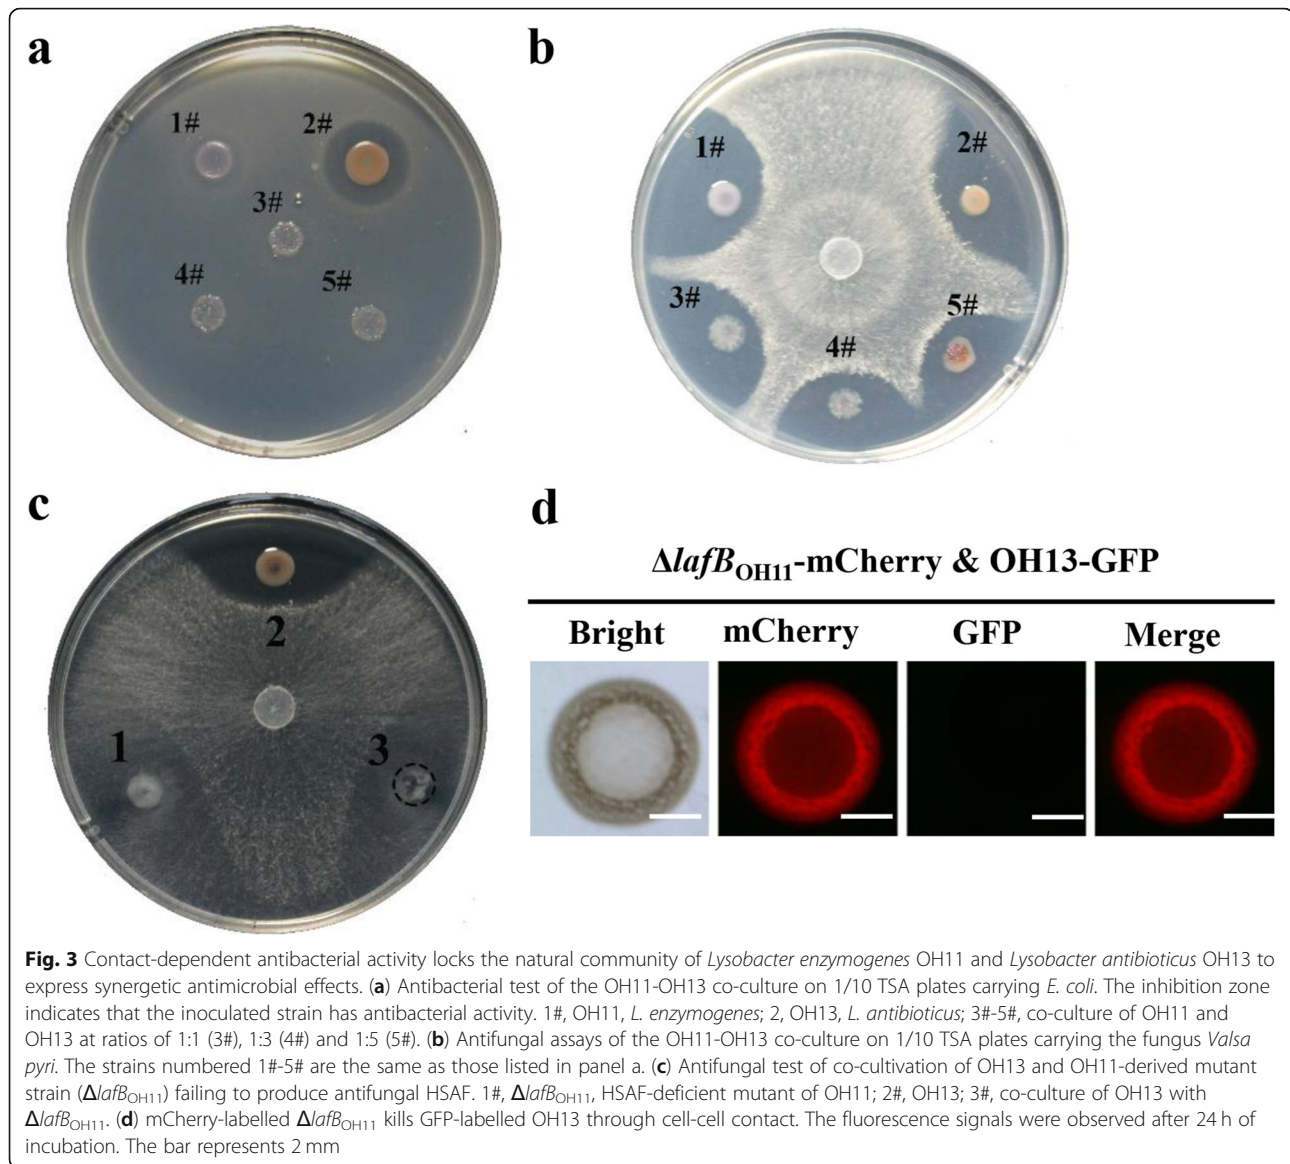 a
1#
2#
3#
4#
5#
b
1#
2#
3#
5#
4#
c
2
1
3
d
ΔlafBOH11-mCherry & OH13-GFP
Bright mCherry GFP Merge
Fig. 3 Contact-dependent antibacterial activity locks the natural community of Lysobacter enzymogenes OH11 and Lysobacter antibioticus OH13 to
express synergetic antimicrobial effects. (a) Antibacterial test of the OH11-OH13 co-culture on 1/10 TSA plates carrying E. coli. The inhibition zone
indicates that the inoculated strain has antibacterial activity. 1#, OH11, L. enzymogenes; 2, OH13, L. antibioticus; 3#-5#, co-culture of OH11 and
OH13 at ratios of 1:1 (3#), 1:3 (4#) and 1:5 (5#). (b) Antifungal assays of the OH11-OH13 co-culture on 1/10 TSA plates carrying the fungus Valsa
pyri. The strains numbered 1#-5# are the same as those listed in panel a. (c) Antifungal test of co-cultivation of OH13 and OH11-derived mutant
strain (ΔlafBOH11) failing to produce antifungal HSAF. 1#, ΔlafBOH11, HSAF-deficient mutant of OH11; 2#, OH13; 3#, co-culture of OH13 with
ΔlafBOH11. (d) mCherry-labelled ΔlafBOH11 kills GFP-labelled OH13 through cell-cell contact. The fluorescence signals were observed after 24 h of
incubation. The bar represents 2 mm